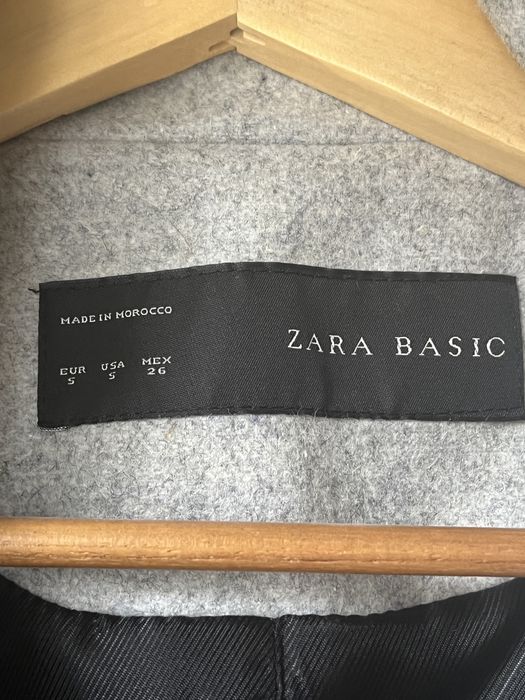 MADE IN MOROCCO
ZARA BASIC
EUR USA MEX
S S 26